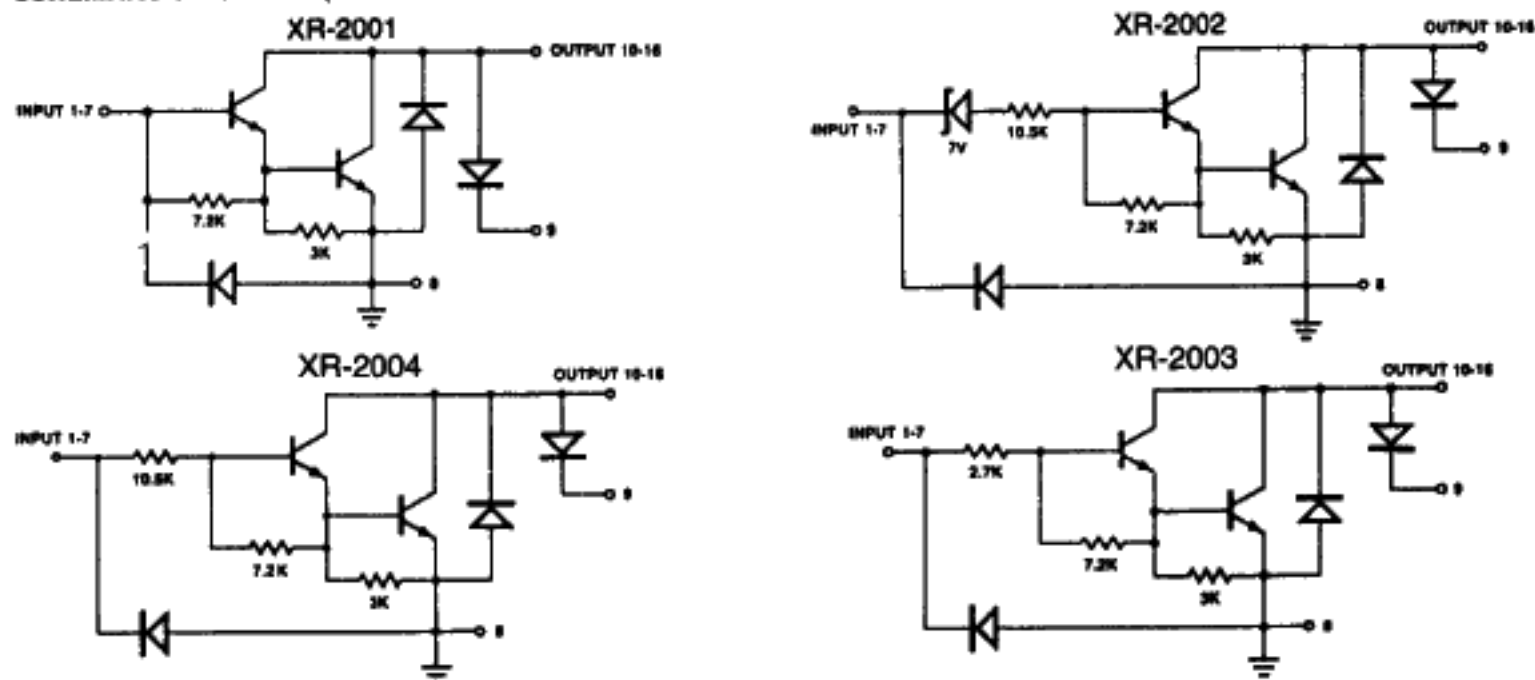 XR-2001
OUTPUT 10-16
INPUT 1-7
7.2K
3K
9
8
XR-2002
OUTPUT 10-16
INPUT 1-7
7V
10.5K
9
7.2K
3K
8
XR-2004
OUTPUT 10-16
INPUT 1-7
10.5K
9
7.2K
3K
8
XR-2003
OUTPUT 10-16
INPUT 1-7
2.7K
9
7.2K
3K
8